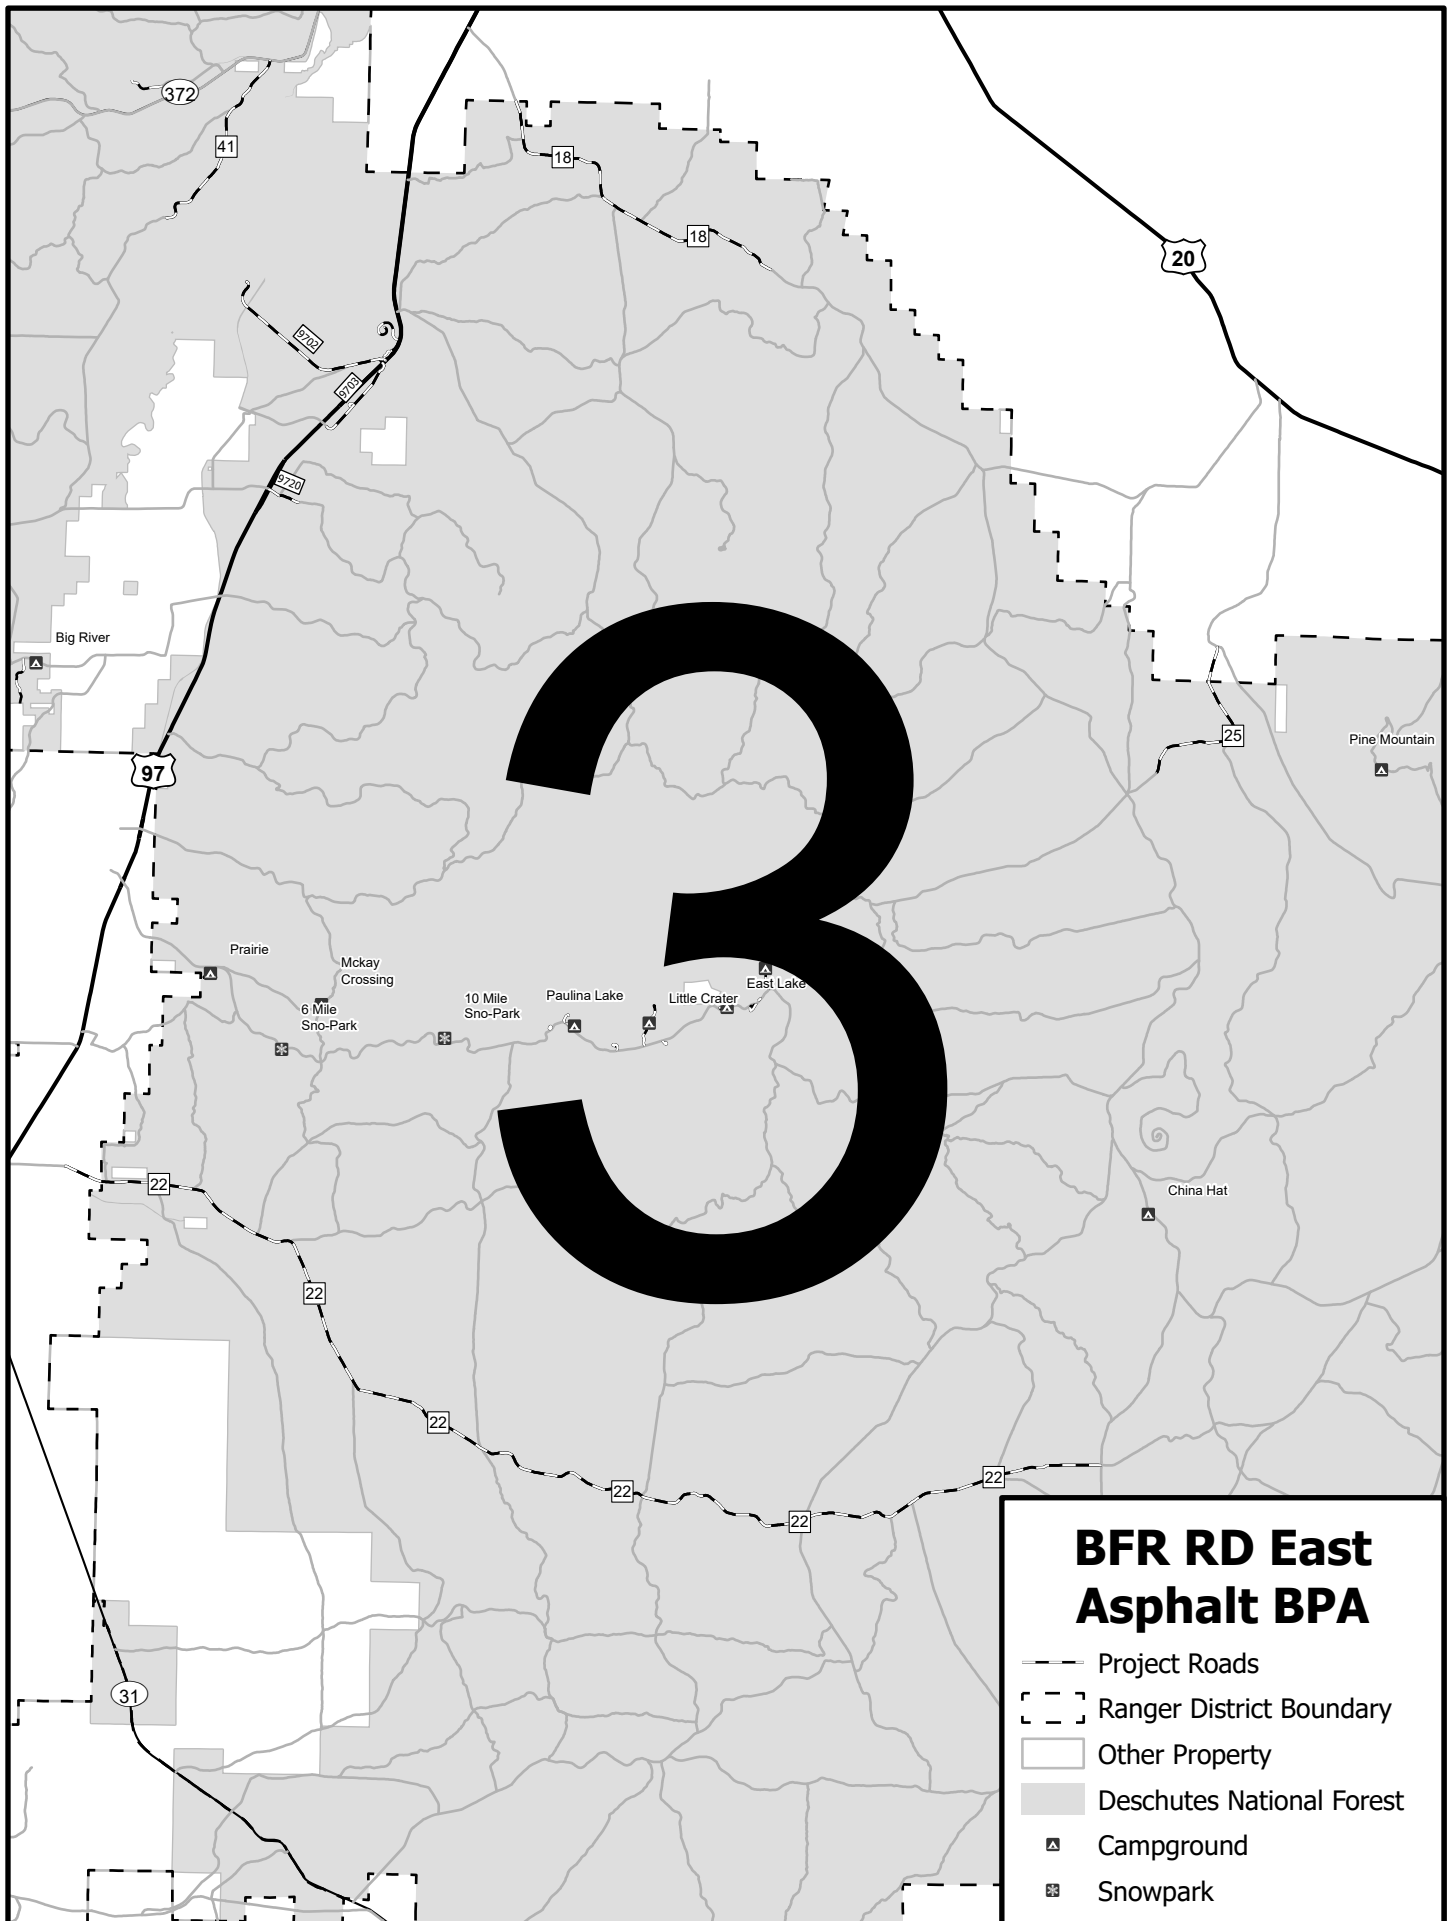 372
41
18
18
20
9702
9703
9720
Big River
97
25
Pine Mountain
3
Prairie
Mckay
Crossing
6 Mile
Sno-Park
10 Mile
Sno-Park
Paulina Lake
Little Crater
East Lake
22
China Hat
22
22
22
22
22
31
BFR RD East
Asphalt BPA
Project Roads
Ranger District Boundary
Other Property
Deschutes National Forest
Campground
Snowpark